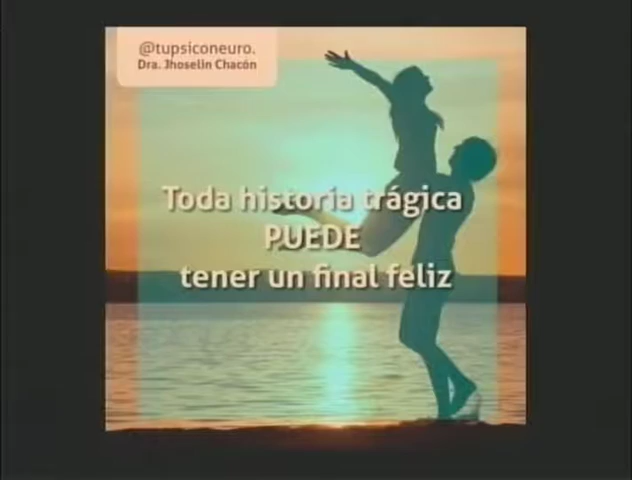 @tupsiconeuro.
Dra. Jhoselin Chacón
Toda historia trágica
PUEDE
tener un final feliz